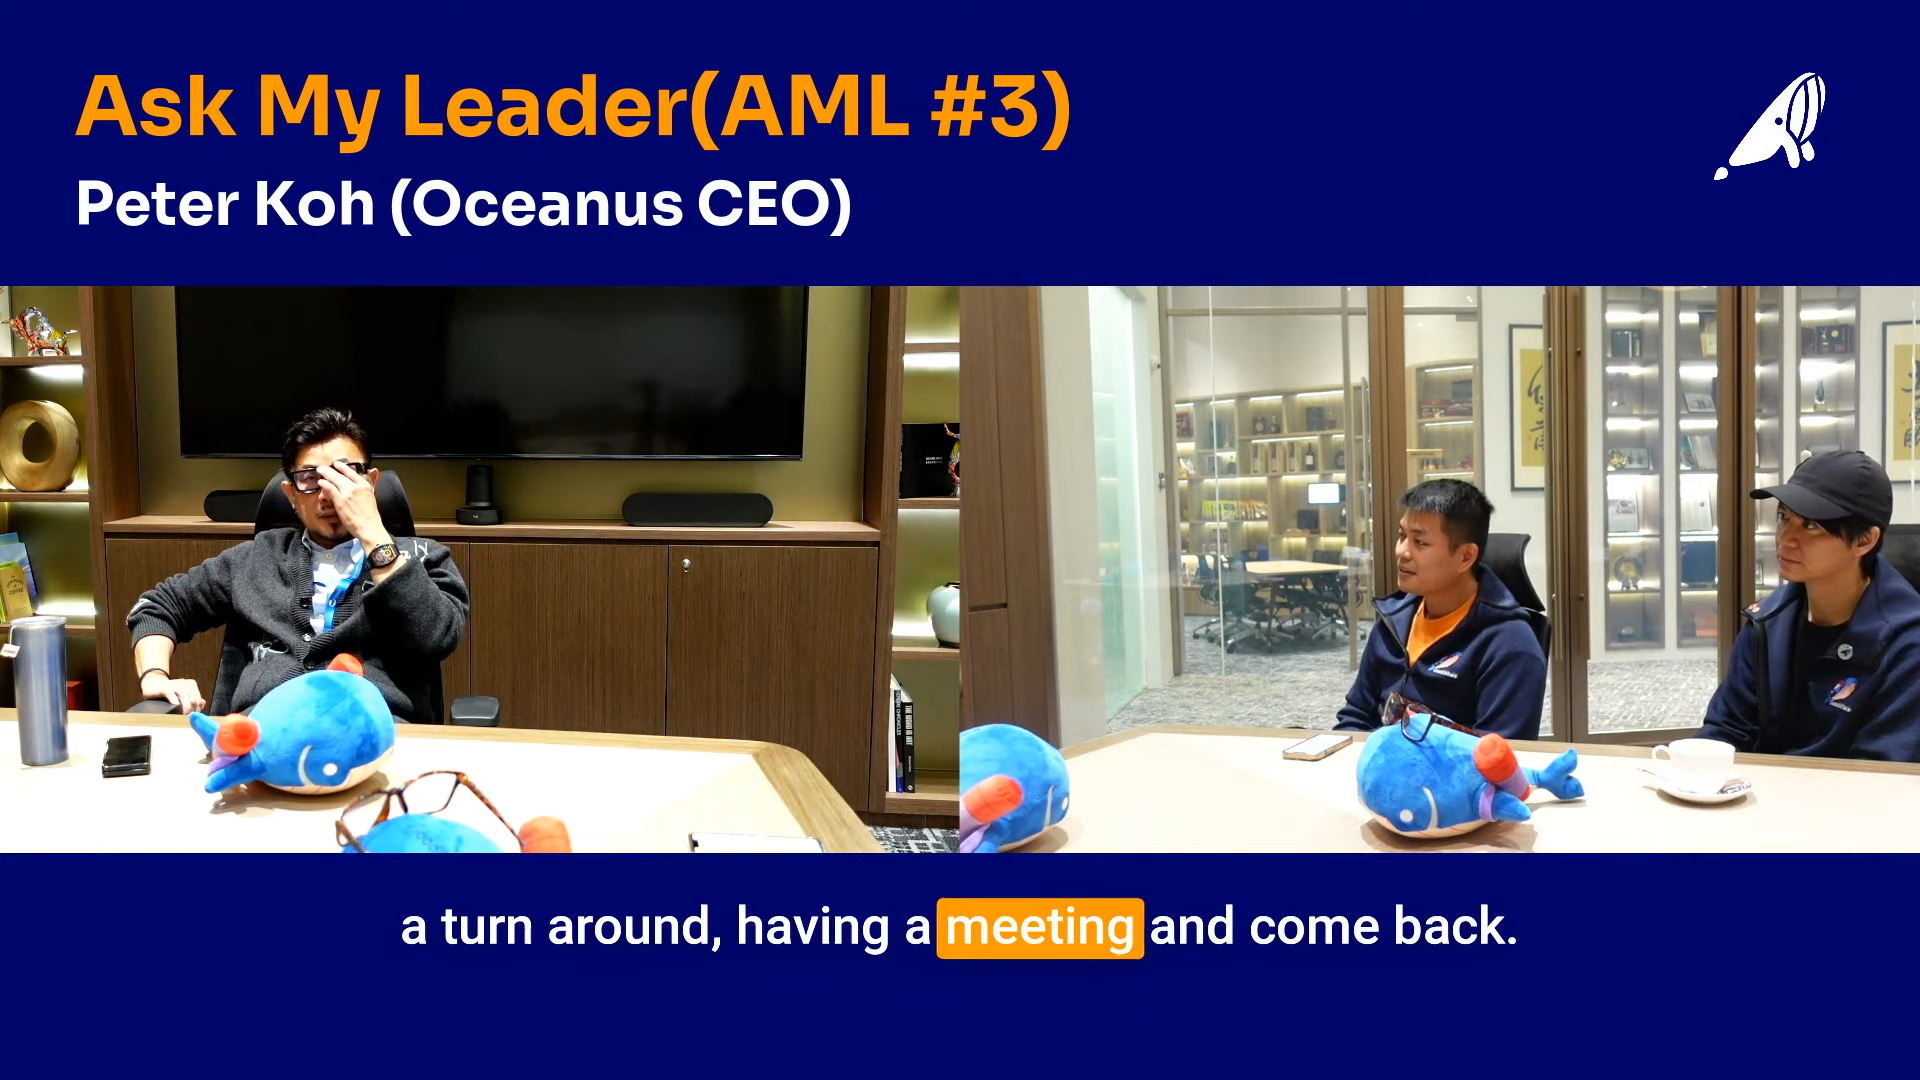 Ask My Leader(AML #3)
Peter Koh (Oceanus CEO)
a turn around, having a meeting and come back.